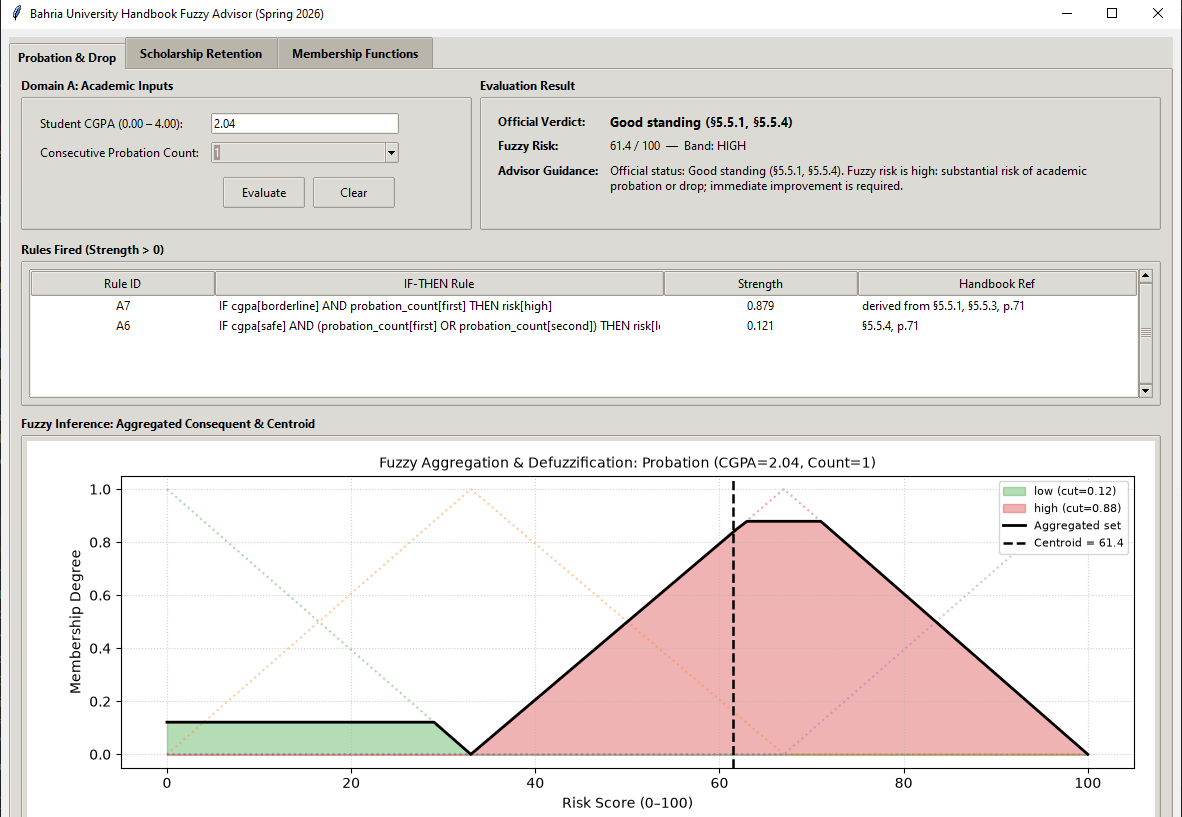 Bahria University Handbook Fuzzy Advisor (Spring 2026)
Probation & Drop
Scholarship Retention
Membership Functions
Domain A: Academic Inputs
Student CGPA (0.00 – 4.00):
2.04
Consecutive Probation Count:
1
Evaluate
Clear
Evaluation Result
Official Verdict:
Good standing (§5.5.1, §5.5.4)
Fuzzy Risk:
61.4 / 100 — Band: HIGH
Advisor Guidance:
Official status: Good standing (§5.5.1, §5.5.4). Fuzzy risk is high: substantial risk of academic
probation or drop; immediate improvement is required.
Rules Fired (Strength > 0)
Rule ID
IF-THEN Rule
Strength
Handbook Ref
A7
IF cgpa[borderline] AND probation_count[first] THEN risk[high]
0.879
derived from §5.5.1, §5.5.3, p.71
A6
IF cgpa[safe] AND (probation_count[first] OR probation_count[second]) THEN risk[l
0.121
§5.5.4, p.71
Fuzzy Inference: Aggregated Consequent & Centroid
Fuzzy Aggregation & Defuzzification: Probation (CGPA=2.04, Count=1)
Membership Degree
1.0
0.8
0.6
0.4
0.2
0.0
low (cut=0.12)
high (cut=0.88)
Aggregated set
Centroid = 61.4
0
20
40
60
80
100
Risk Score (0–100)